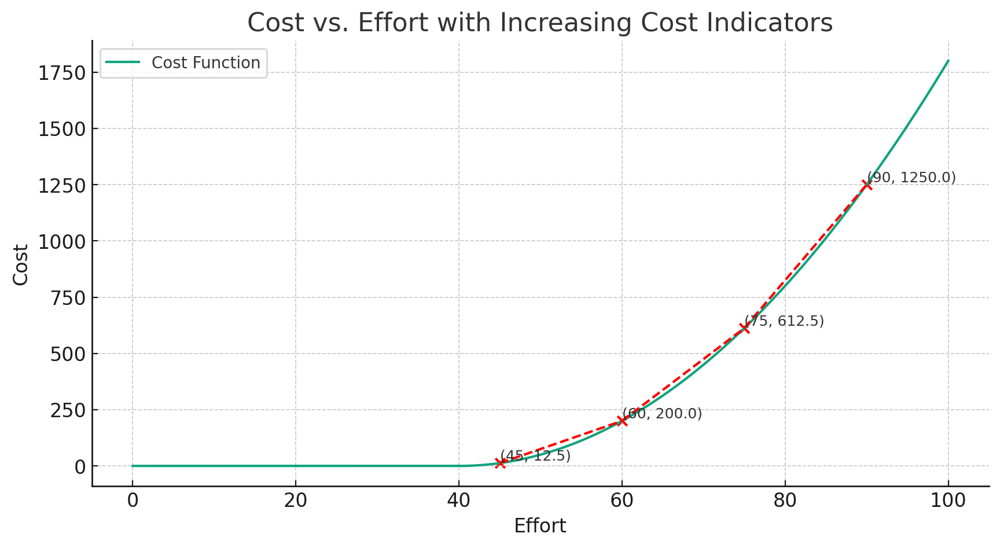 Cost vs. Effort with Increasing Cost Indicators
Cost Function
1750
1500
1250
1000
750
500
250
0
Cost
(90, 1250.0)
(75, 612.5)
(60, 200.0)
(45, 12.5)
0 20 40 60 80 100
Effort